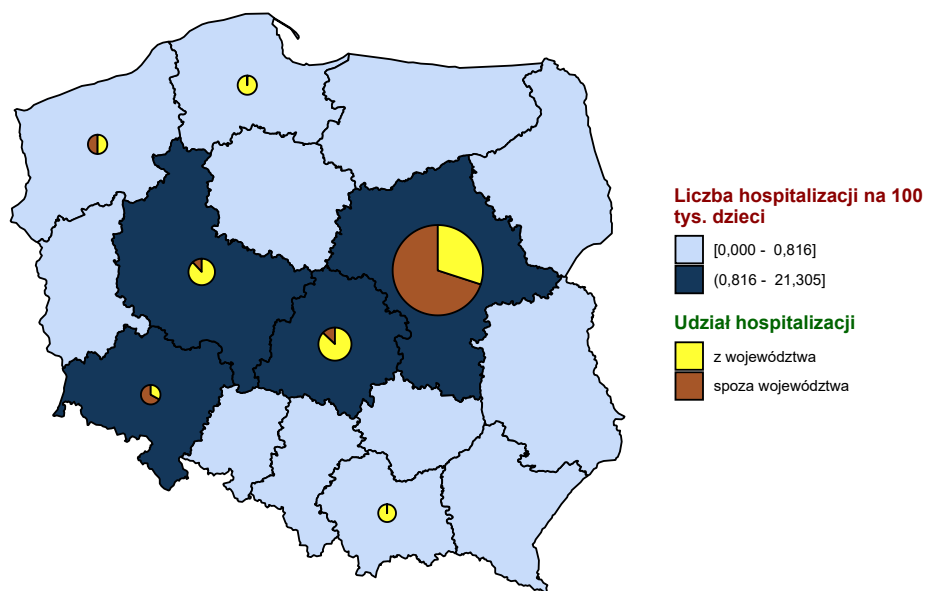 Liczba hospitalizacji na 100
tys. dzieci
[0,000 - 0,816]
(0,816 - 21,305]
Udział hospitalizacji
z województwa
spoza województwa